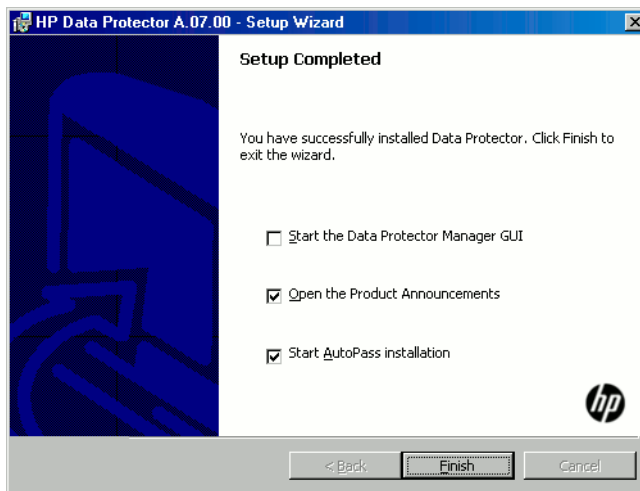 HP Data Protector A.07.00 - Setup Wizard
Setup Completed
You have successfully installed Data Protector. Click Finish to
exit the wizard.
Start the Data Protector Manager GUI
Open the Product Announcements
Start AutoPass installation
hp
< Back
Finish
Cancel